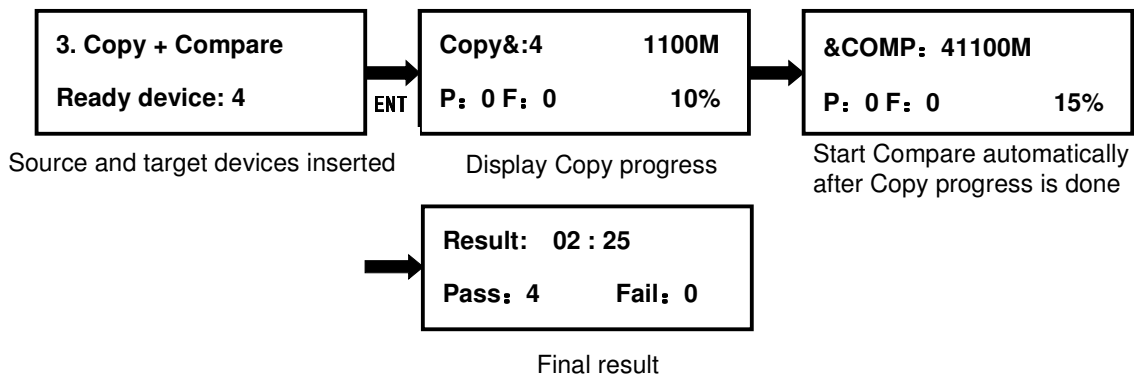 3. Copy + Compare
Ready device: 4
ENT
Copy&:4 1100M
P：0 F：0 10%
&COMP：41100M
P：0 F：0 15%
Source and target devices inserted
Display Copy progress
Start Compare automatically
after Copy progress is done
Result: 02 : 25
Pass：4 Fail：0
Final result